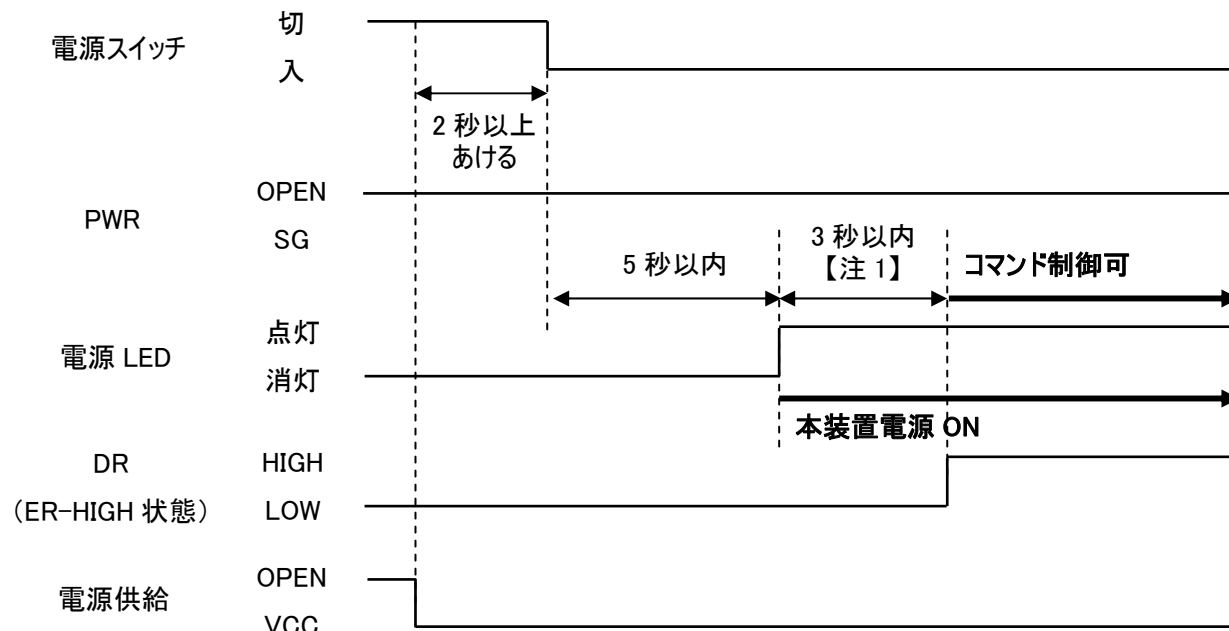 電源スイッチ
切
入
2 秒以上
あける
PWR
OPEN
SG
5 秒以内
3 秒以内
【注 1】
コマンド制御可
電源 LED
点灯
消灯
本装置電源 ON
DR
(ER-HIGH 状態)
HIGH
LOW
電源供給
OPEN
VCC